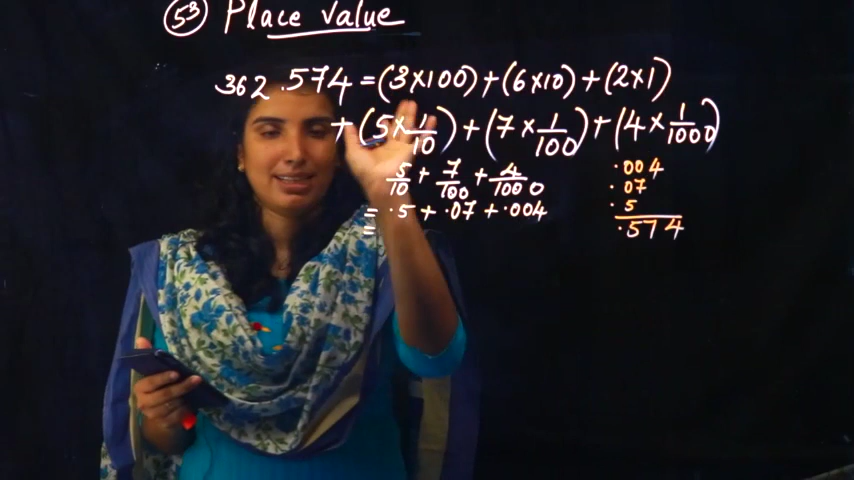 53 Place Value
362.574 = (3×100) + (6×10) + (2×1)
+ (5×1/10) + (7×1/100) + (4×1/1000)
5/10 + 7/100 + 4/1000
= .5 + .07 + .004
=
.004
.07
.5
.574